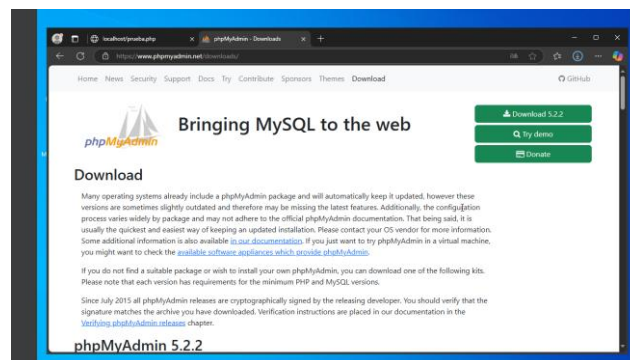 localhost/prueba.php
phpMyAdmin - Downloads
https://www.phpmyadmin.net/downloads/
Home News Security Support Docs Try Contribute Sponsors Themes Download
GitHub
phpMyAdmin
Bringing MySQL to the web
Download 5.2.2
Try demo
Donate
Download
Many operating systems already include a phpMyAdmin package and will automatically keep it updated, however these
versions are sometimes slightly outdated and therefore may be missing the latest features. Additionally, the configuration
process varies widely by package and may not adhere to the official phpMyAdmin documentation. That being said, it is
usually the quickest and easiest way of keeping an updated installation. Please contact your OS vendor for more information.
Some additional information is also available in our documentation. If you just want to try phpMyAdmin in a virtual machine,
you might want to check the available software appliances which provide phpMyAdmin.
If you do not find a suitable package or wish to install your own phpMyAdmin, you can download one of the following kits.
Please note that each version has requirements for the minimum PHP and MySQL versions.
Since July 2015 all phpMyAdmin releases are cryptographically signed by the releasing developer. You should verify that the
signature matches the archive you have downloaded. Verification instructions are placed in our documentation in the
Verifying phpMyAdmin releases chapter.
phpMyAdmin 5.2.2